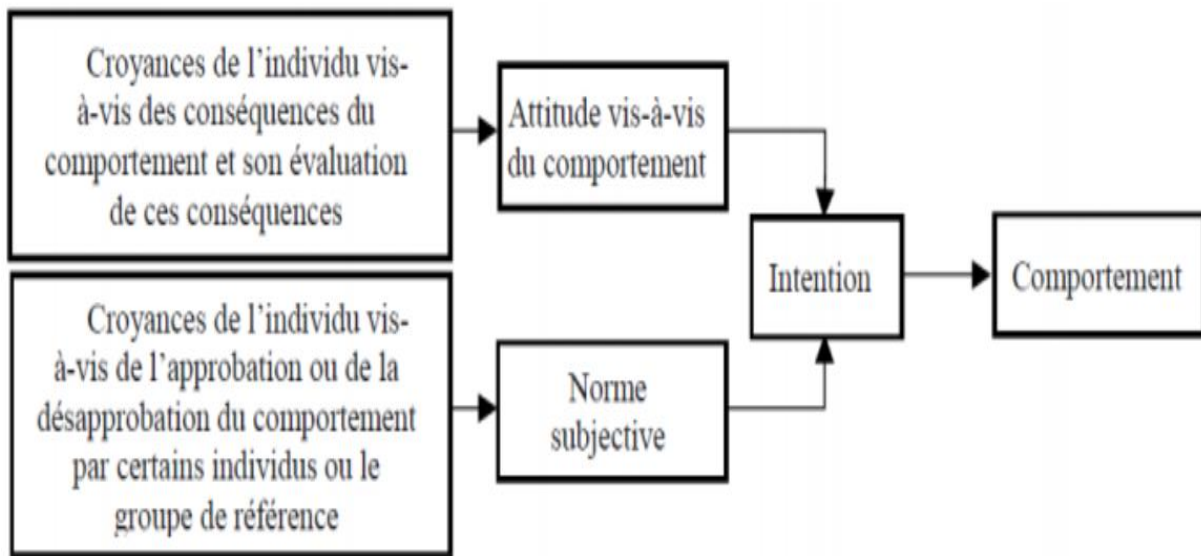 Croyances de l'individu vis-
à-vis des conséquences du
comportement et son évaluation
de ces conséquences
Attitude vis-à-vis
du comportement
Intention
Comportement
Croyances de l'individu vis-
à-vis de l'approbation ou de la
désapprobation du comportement
par certains individus ou le
groupe de référence
Norme
subjective